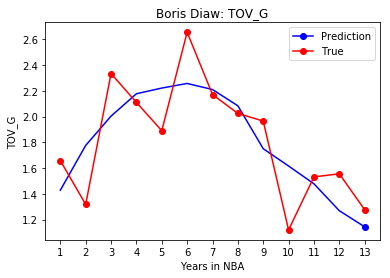 Boris Diaw: TOV_G
Prediction
True
TOV_G
2.6
2.4
2.2
2.0
1.8
1.6
1.4
1.2
1 2 3 4 5 6 7 8 9 10 11 12 13
Years in NBA